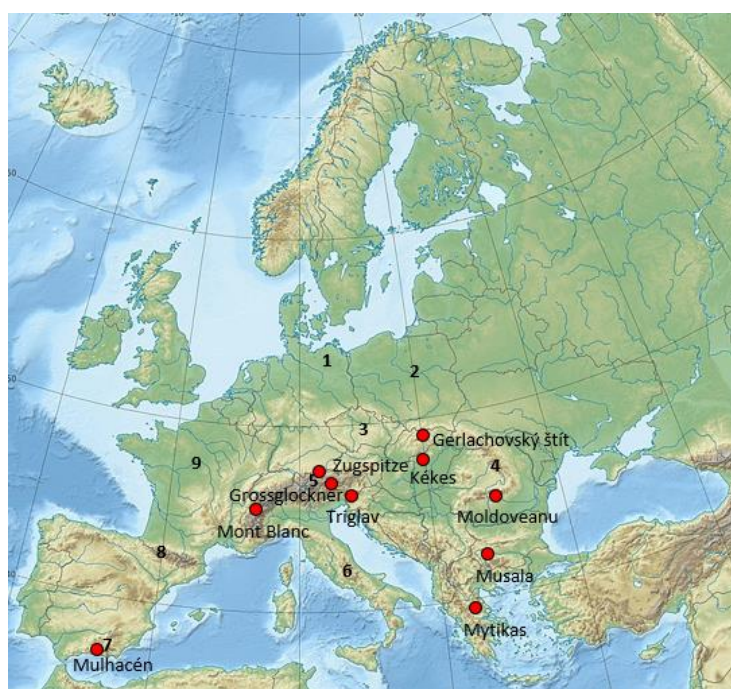 1
2
3
Gerlachovský štít
9
Zugspitze
Kékes
4
5
Grossglockner
Mont Blanc
Triglav
Moldoveanu
8
6
Musala
Mytikas
7
Mulhacén